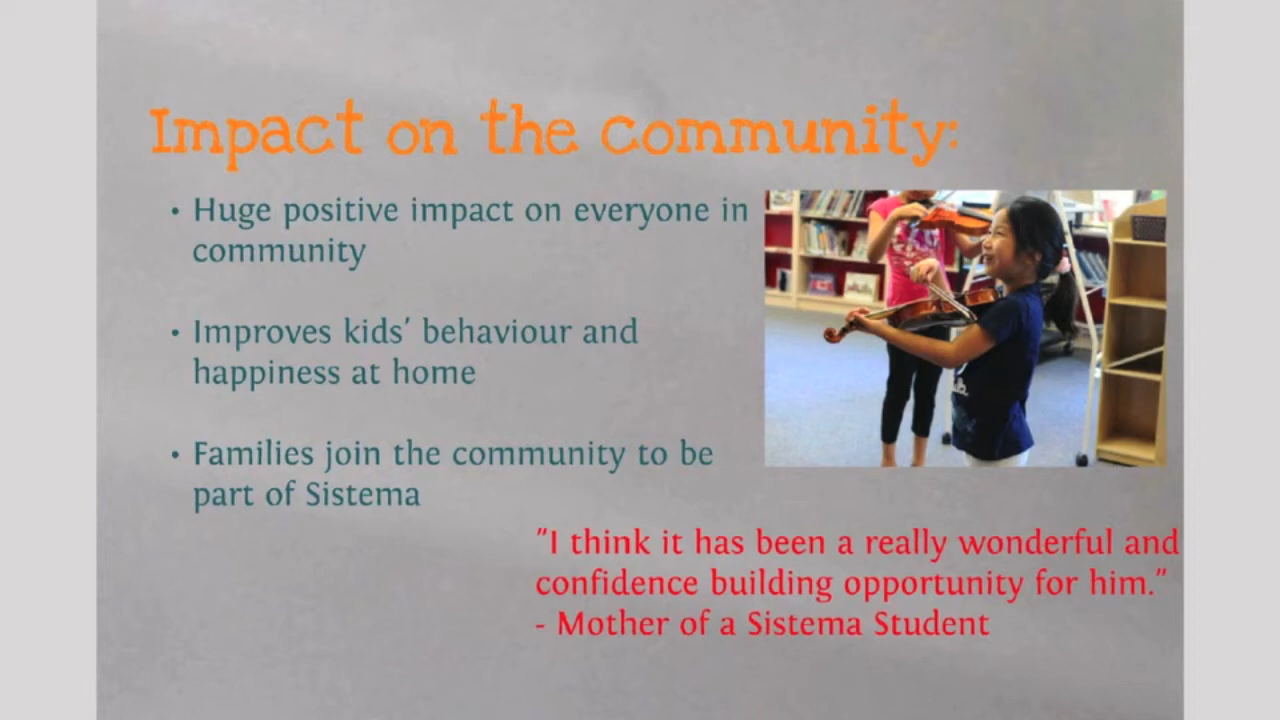 Impact on the community:
• Huge positive impact on everyone in
community
• Improves kids' behaviour and
happiness at home
• Families join the community to be
part of Sistema
"I think it has been a really wonderful and
confidence building opportunity for him."
- Mother of a Sistema Student